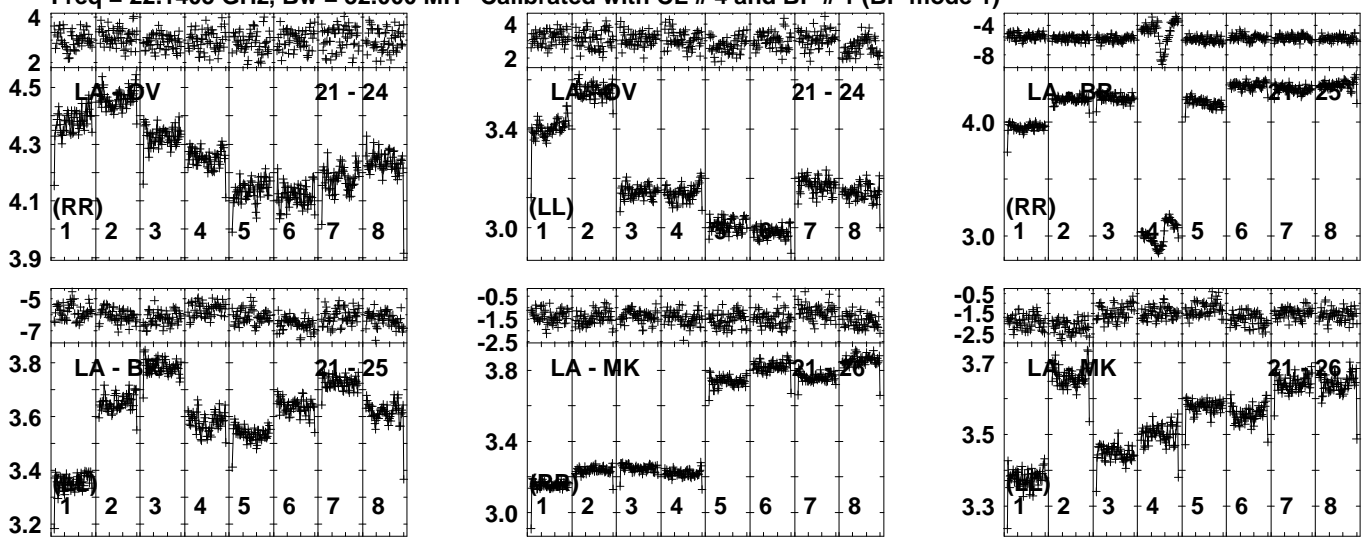 Freq = 22.1408 GHz, Bw = 32.000 MH Calibrated with CL # 4 and BP # 1 (BP mode 1)
4
2
4.5
4.3
4.1
3.9
LA - OV 21 - 24
(RR)
1 2 3 4 5 6 7 8
4
2
3.4
3.0
LA - OV 21 - 24
(LL)
1 2 3 4 5 6 7 8
-4
-8
4.0
3.0
LA - BR 21 - 25
(RR)
1 2 3 4 5 6 7 8
-5
-7
3.8
3.6
3.4
3.2
LA - BR 21 - 25
(LL)
1 2 3 4 5 6 7 8
-0.5
-1.5
-2.5
3.8
3.4
3.0
LA - MK 21 - 26
(RR)
1 2 3 4 5 6 7 8
-0.5
-1.5
-2.5
3.7
3.5
3.3
LA - MK 21 - 26
(LL)
1 2 3 4 5 6 7 8